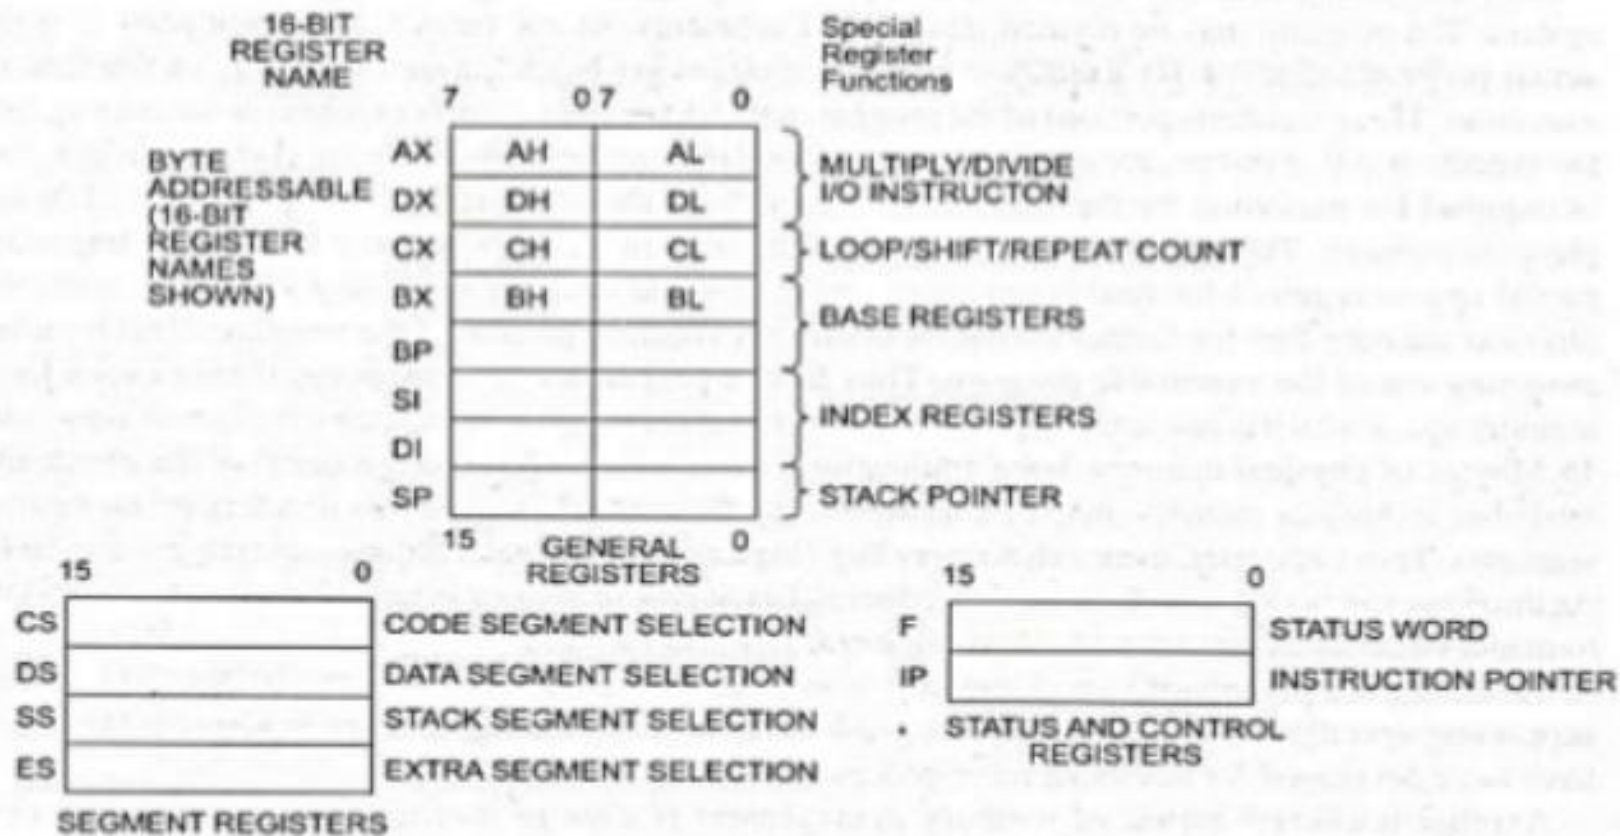 16-BIT
REGISTER
NAME
Special
Register
Functions
7 0 7 0
BYTE
ADDRESSABLE
(16-BIT
REGISTER
NAMES
SHOWN)
AX AH AL
DX DH DL
CX CH CL
BX BH BL
BP
SI
DI
SP
MULTIPLY/DIVIDE
I/O INSTRUCTON
LOOP/SHIFT/REPEAT COUNT
BASE REGISTERS
INDEX REGISTERS
STACK POINTER
15 0
GENERAL
REGISTERS
15 0
CS CODE SEGMENT SELECTION
DS DATA SEGMENT SELECTION
SS STACK SEGMENT SELECTION
ES EXTRA SEGMENT SELECTION
SEGMENT REGISTERS
15 0
F STATUS WORD
IP INSTRUCTION POINTER
STATUS AND CONTROL
REGISTERS